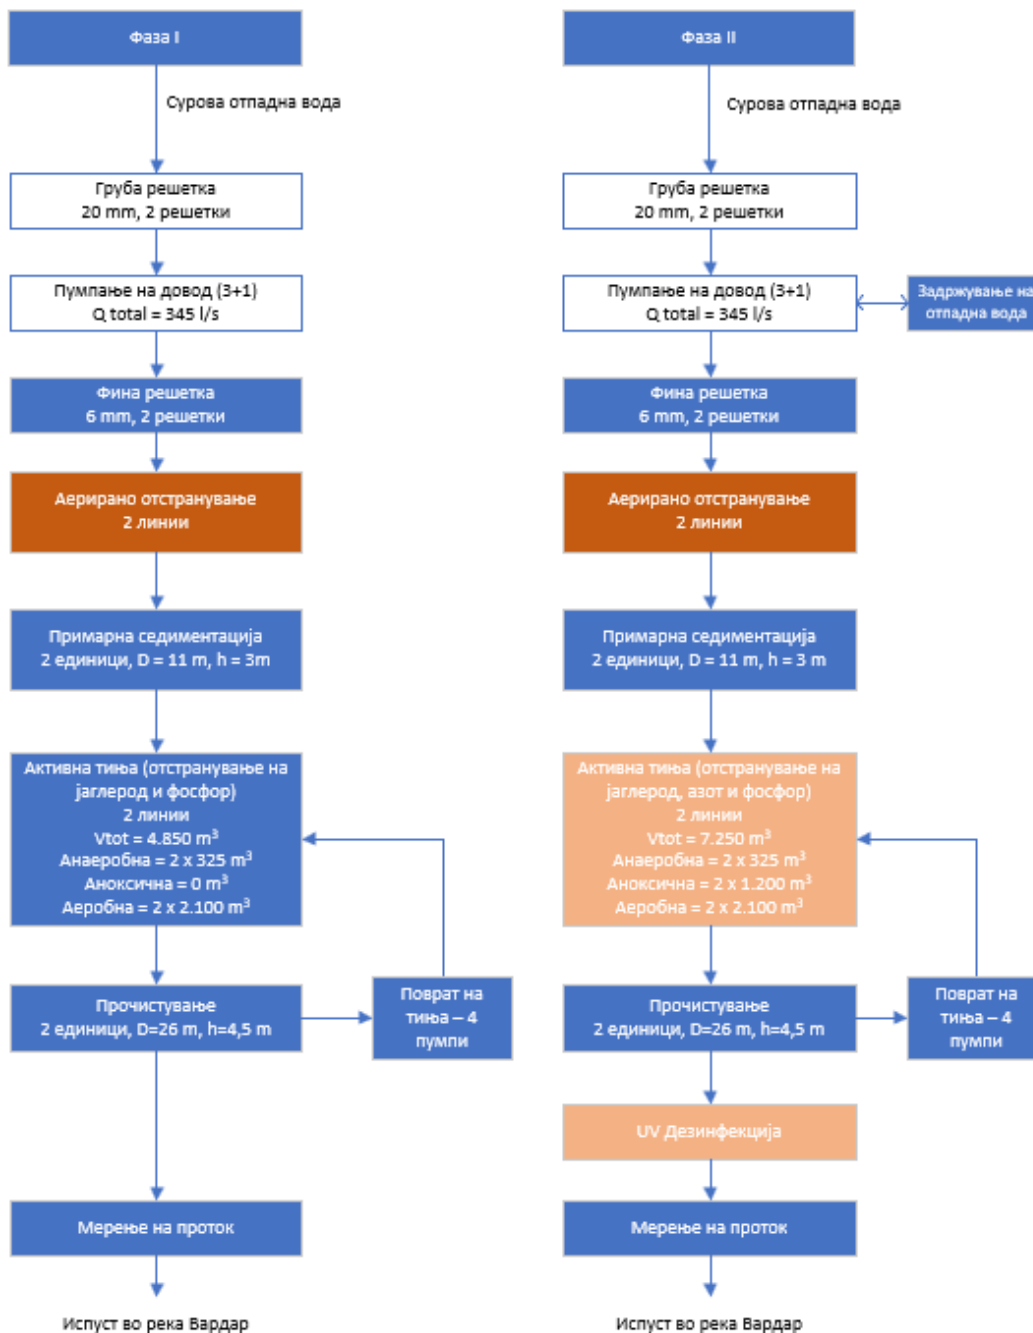 Фаза I
Сурова отпадна вода
Груба решетка
20 mm, 2 решетки
Пумпање на довод (3+1)
Q total = 345 l/s
Фина решетка
6 mm, 2 решетки
Аерирано отстранување
2 линии
Примарна седиментација
2 единици, D = 11 m, h = 3m
Активна тиња (отстранување на
јаглерод и фосфор)
2 линии
Vtot = 4.850 m³
Анаеробна = 2 x 325 m³
Аноксична = 0 m³
Аеробна = 2 x 2.100 m³
Прочистување
2 единици, D=26 m, h=4,5 m
Поврат на
тиња – 4
пумпи
Мерење на проток
Испуст во река Вардар
Фаза II
Сурова отпадна вода
Груба решетка
20 mm, 2 решетки
Пумпање на довод (3+1)
Q total = 345 l/s
Задржување на
отпадна вода
Фина решетка
6 mm, 2 решетки
Аерирано отстранување
2 линии
Примарна седиментација
2 единици, D = 11 m, h = 3 m
Активна тиња (отстранување на
јаглерод, азот и фосфор)
2 линии
Vtot = 7.250 m³
Анаеробна = 2 x 325 m³
Аноксична = 2 x 1.200 m³
Аеробна = 2 x 2.100 m³
Прочистување
2 единици, D=26 m, h=4,5 m
Поврат на
тиња – 4
пумпи
UV Дезинфекција
Мерење на проток
Испуст во река Вардар